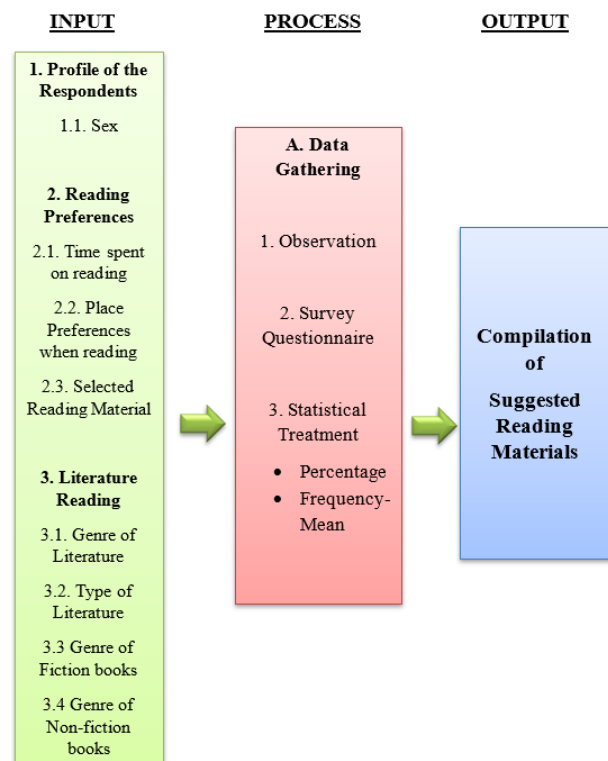 INPUT
1. Profile of the
Respondents
1.1. Sex
2. Reading
Preferences
2.1. Time spent
on reading
2.2. Place
Preferences
when reading
2.3. Selected
Reading Material
3. Literature
Reading
3.1. Genre of
Literature
3.2. Type of
Literature
3.3 Genre of
Fiction books
3.4 Genre of
Non-fiction
books
PROCESS
A. Data
Gathering
1. Observation
2. Survey
Questionnaire
3. Statistical
Treatment
• Percentage
• Frequency-
Mean
OUTPUT
Compilation
of
Suggested
Reading
Materials